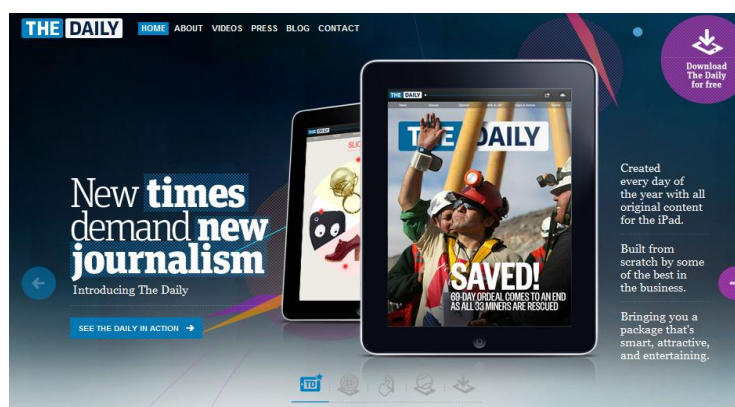 THE DAILY
HOME ABOUT VIDEOS PRESS BLOG CONTACT
Download
The Daily
for free
THE DAILY
THE DAILY
New times
demand new
journalism
Introducing The Daily
SEE THE DAILY IN ACTION
SAVED!
69-DAY ORDEAL COMES TO AN END
AS ALL 33 MINERS ARE RESCUED
Created
every day of
the year with all
original content
for the iPad.
Built from
scratch by some
of the best in
the business.
Bringing you a
package that's
smart, attractive,
and entertaining.
TD